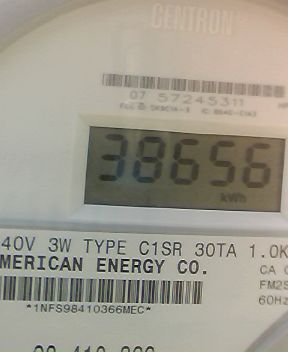 CENTRON
07 57245311
38656
kWh
40V 3W TYPE C1SR 30TA 1.0K
MERICAN ENERGY CO.
CA
FM2S
60Hz
*1NFS98410366MEC*